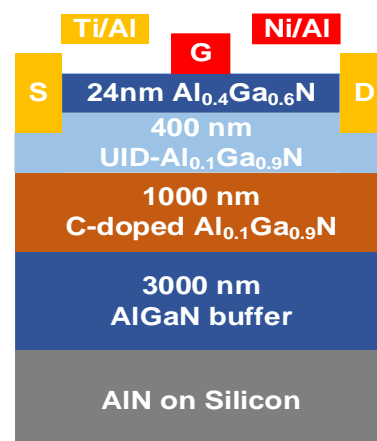 Ti/Al
Ni/Al
G
S
24nm Al₀.₄Ga₀.₆N
D
400 nm
UID-Al₀.₁Ga₀.₉N
1000 nm
C-doped Al₀.₁Ga₀.₉N
3000 nm
AlGaN buffer
AlN on Silicon